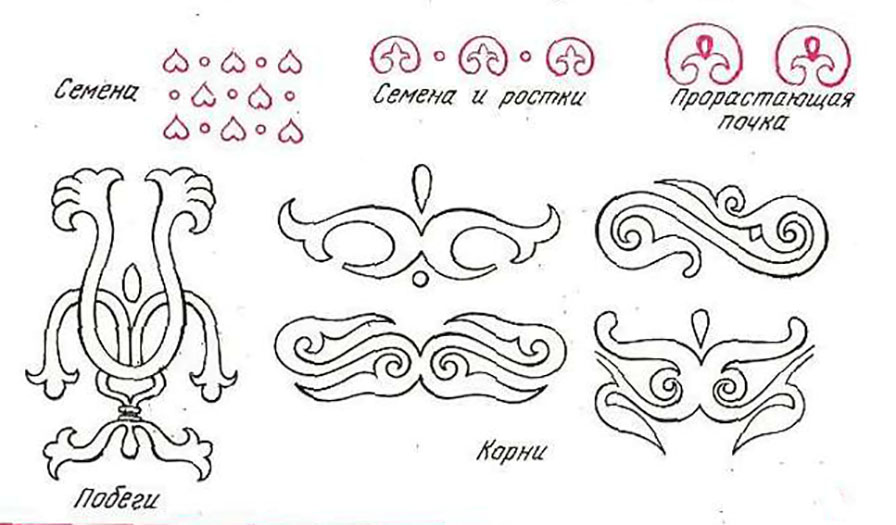 Семена
Семена и ростки
Прорастающая
почка
Побеги
Корни